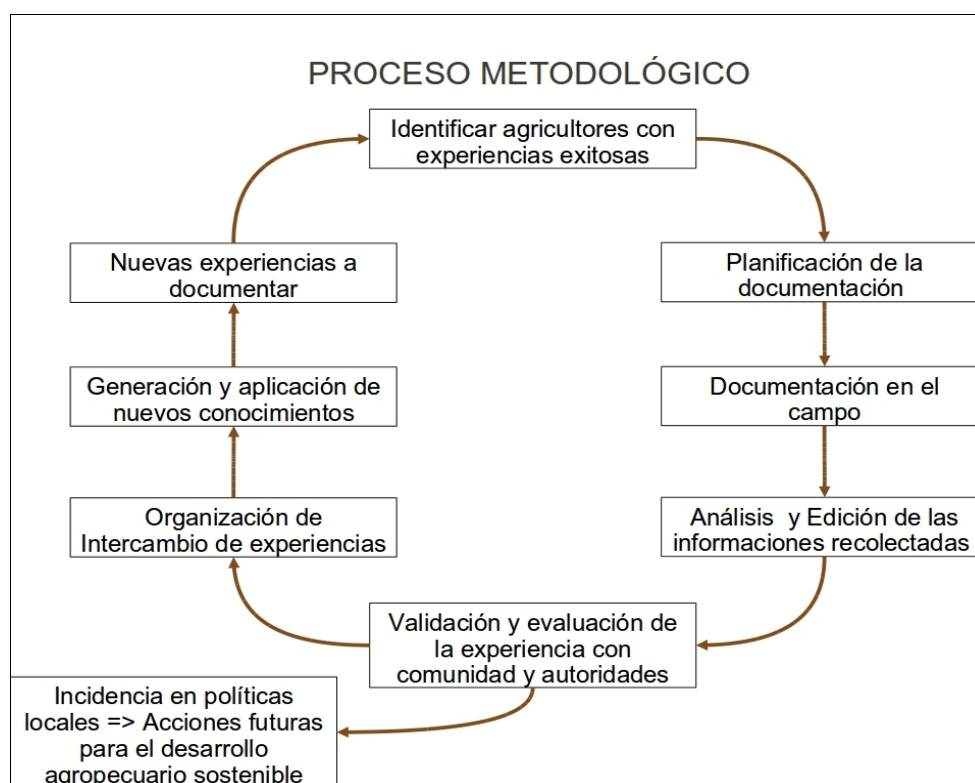 PROCESO METODOLÓGICO
Identificar agricultores con
experiencias exitosas
Planificación de la
documentación
Documentación en el
campo
Análisis y Edición de las
informaciones recolectadas
Validación y evaluación de
la experiencia con
comunidad y autoridades
Incidencia en políticas
locales => Acciones futuras
para el desarrollo
agropecuario sostenible
Organización de
Intercambio de experiencias
Generación y aplicación de
nuevos conocimientos
Nuevas experiencias a
documentar